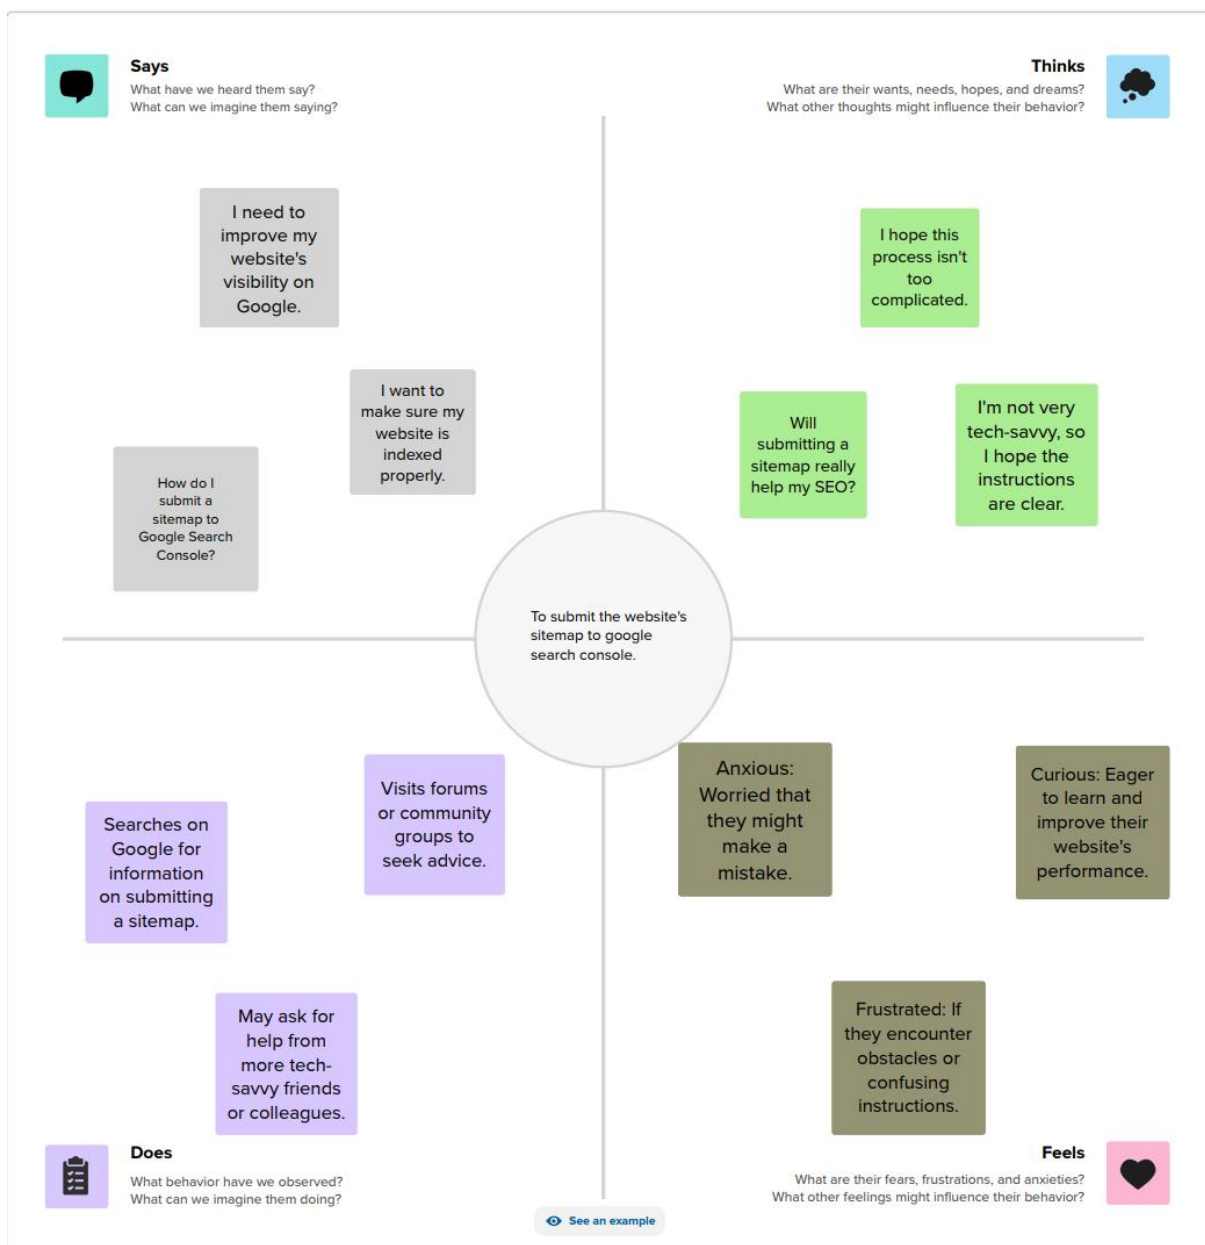 Says
What have we heard them say?
What can we imagine them saying?
Thinks
What are their wants, needs, hopes, and dreams?
What other thoughts might influence their behavior?
I need to
improve my
website's
visibility on
Google.
I want to
make sure my
website is
indexed
properly.
How do I
submit a
sitemap to
Google Search
Console?
I hope this
process isn't
too
complicated.
Will
submitting a
sitemap really
help my SEO?
I'm not very
tech-savvy, so
I hope the
instructions
are clear.
To submit the website's
sitemap to google
search console.
Searches on
Google for
information
on submitting
a sitemap.
Visits forums
or community
groups to
seek advice.
May ask for
help from
more tech-
savvy friends
or colleagues.
Anxious:
Worried that
they might
make a
mistake.
Curious: Eager
to learn and
improve their
website's
performance.
Frustrated: If
they encounter
obstacles or
confusing
instructions.
Does
What behavior have we observed?
What can we imagine them doing?
Feels
What are their fears, frustrations, and anxieties?
What other feelings might influence their behavior?
See an example